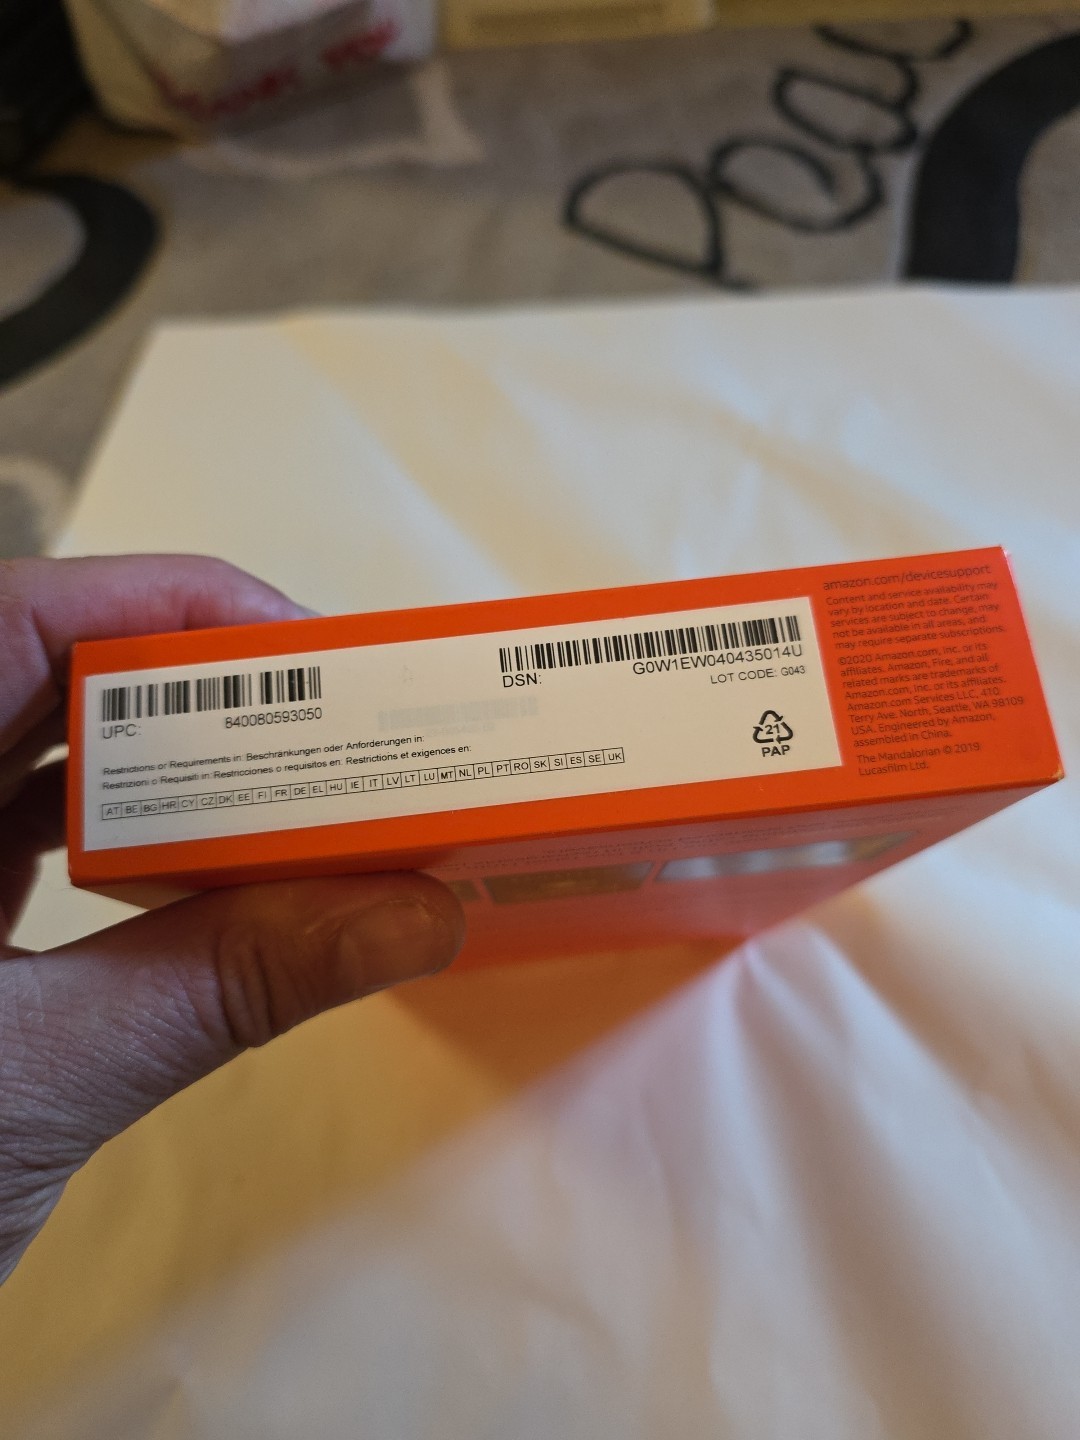 UPC:
840080593050
DSN:
G0W1EW040435014U
LOT CODE: G043
Restrictions or Requirements in: Beschränkungen oder Anforderungen in:
Restrizioni o Requisiti in: Restricciones o requisitos en: Restrictions et exigences en:
AT BE BG HR CY CZ DK EE FI FR DE EL HU IE IT LV LT LU MT NL PL PT RO SK SI ES SE UK
21
PAP
amazon.com/devicesupport
Content and service availability may
vary by location and date. Certain
services are subject to change, may
not be available in all areas, and
may require separate subscriptions.
©2020 Amazon.com, Inc. or its
affiliates. Amazon, Fire, and all
related marks are trademarks of
Amazon.com, Inc. or its affiliates.
Amazon.com Services LLC, 410
Terry Ave. North, Seattle, WA 98109
USA. Engineered by Amazon,
assembled in China.
The Mandalorian © 2019
Lucasfilm Ltd.